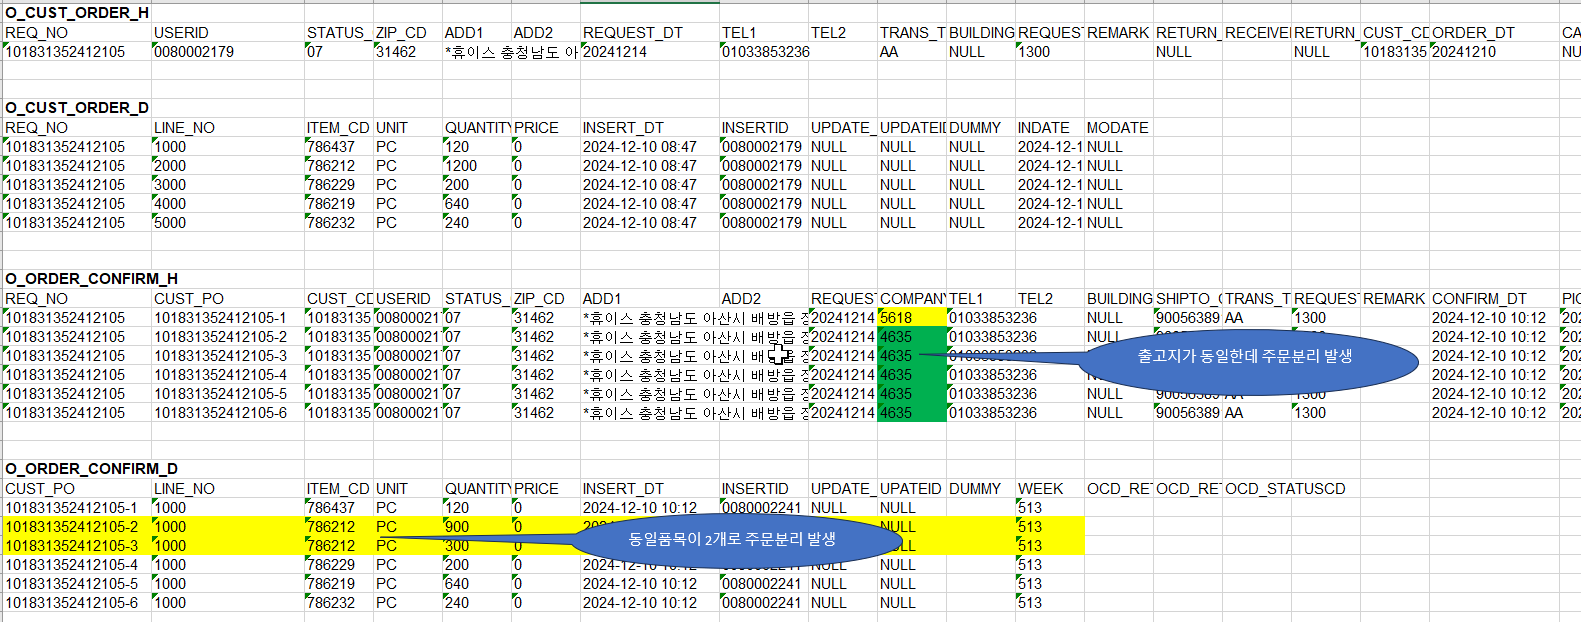 O_CUST_ORDER_H
REQ_NO USERID STATUS_ ZIP_CD ADD1 ADD2 REQUEST_DT TEL1 TEL2 TRANS_T BUILDING REQUEST REMARK RETURN_ RECEIVE RETURN_ CUST_CD ORDER_DT CA
101831352412105 0080002179 07 31462 *휴이스 충청남도 아 20241214 01033853236 AA NULL 1300 NULL NULL 10183135 20241210 NU
O_CUST_ORDER_D
REQ_NO LINE_NO ITEM_CD UNIT QUANTITY PRICE INSERT_DT INSERTID UPDATE_ UPDATEID DUMMY INDATE MODATE
101831352412105 1000 786437 PC 120 0 2024-12-10 08:47 0080002179 NULL NULL NULL 2024-12-1 NULL
101831352412105 2000 786212 PC 1200 0 2024-12-10 08:47 0080002179 NULL NULL NULL 2024-12-1 NULL
101831352412105 3000 786229 PC 200 0 2024-12-10 08:47 0080002179 NULL NULL NULL 2024-12-1 NULL
101831352412105 4000 786219 PC 640 0 2024-12-10 08:47 0080002179 NULL NULL NULL 2024-12-1 NULL
101831352412105 5000 786232 PC 240 0 2024-12-10 08:47 0080002179 NULL NULL NULL 2024-12-1 NULL
O_ORDER_CONFIRM_H
REQ_NO CUST_PO CUST_CD USERID STATUS_ ZIP_CD ADD1 ADD2 REQUEST COMPANY TEL1 TEL2 BUILDING SHIPTO_ TRANS_T REQUEST REMARK CONFIRM_DT PIC
101831352412105 101831352412105-1 10183135 00800021 07 31462 *휴이스 충청남도 아산시 배방읍 장 20241214 5618 01033853236 NULL 90056389 AA 1300 2024-12-10 10:12 202
101831352412105 101831352412105-2 10183135 00800021 07 31462 *휴이스 충청남도 아산시 배방읍 장 20241214 4635 01033853236 NULL 2024-12-10 10:12 202
101831352412105 101831352412105-3 10183135 00800021 07 31462 *휴이스 충청남도 아산시 배방읍 장 20241214 4635 01033853236 출고지가 동일한데 주문분리 발생 2024-12-10 10:12 202
101831352412105 101831352412105-4 10183135 00800021 07 31462 *휴이스 충청남도 아산시 배방읍 장 20241214 4635 01033853236 2024-12-10 10:12 202
101831352412105 101831352412105-5 10183135 00800021 07 31462 *휴이스 충청남도 아산시 배방읍 장 20241214 4635 01033853236 NULL 90056389 AA 1300 2024-12-10 10:12 202
101831352412105 101831352412105-6 10183135 00800021 07 31462 *휴이스 충청남도 아산시 배방읍 장 20241214 4635 01033853236 NULL 90056389 AA 1300 2024-12-10 10:12 202
O_ORDER_CONFIRM_D
CUST_PO LINE_NO ITEM_CD UNIT QUANTITY PRICE INSERT_DT INSERTID UPDATE_ UPATEID DUMMY WEEK OCD_RET OCD_RET OCD_STATUSCD
101831352412105-1 1000 786437 PC 120 0 2024-12-10 10:12 0080002241 NULL NULL 513
101831352412105-2 1000 786212 PC 900 0 NULL 513
동일품목이 2개로 주문분리 발생
101831352412105-3 1000 786212 PC 300 0 513
101831352412105-4 1000 786229 PC 200 0 NULL 513
101831352412105-5 1000 786219 PC 640 0 2024-12-10 10:12 0080002241 NULL NULL 513
101831352412105-6 1000 786232 PC 240 0 2024-12-10 10:12 0080002241 NULL NULL 513